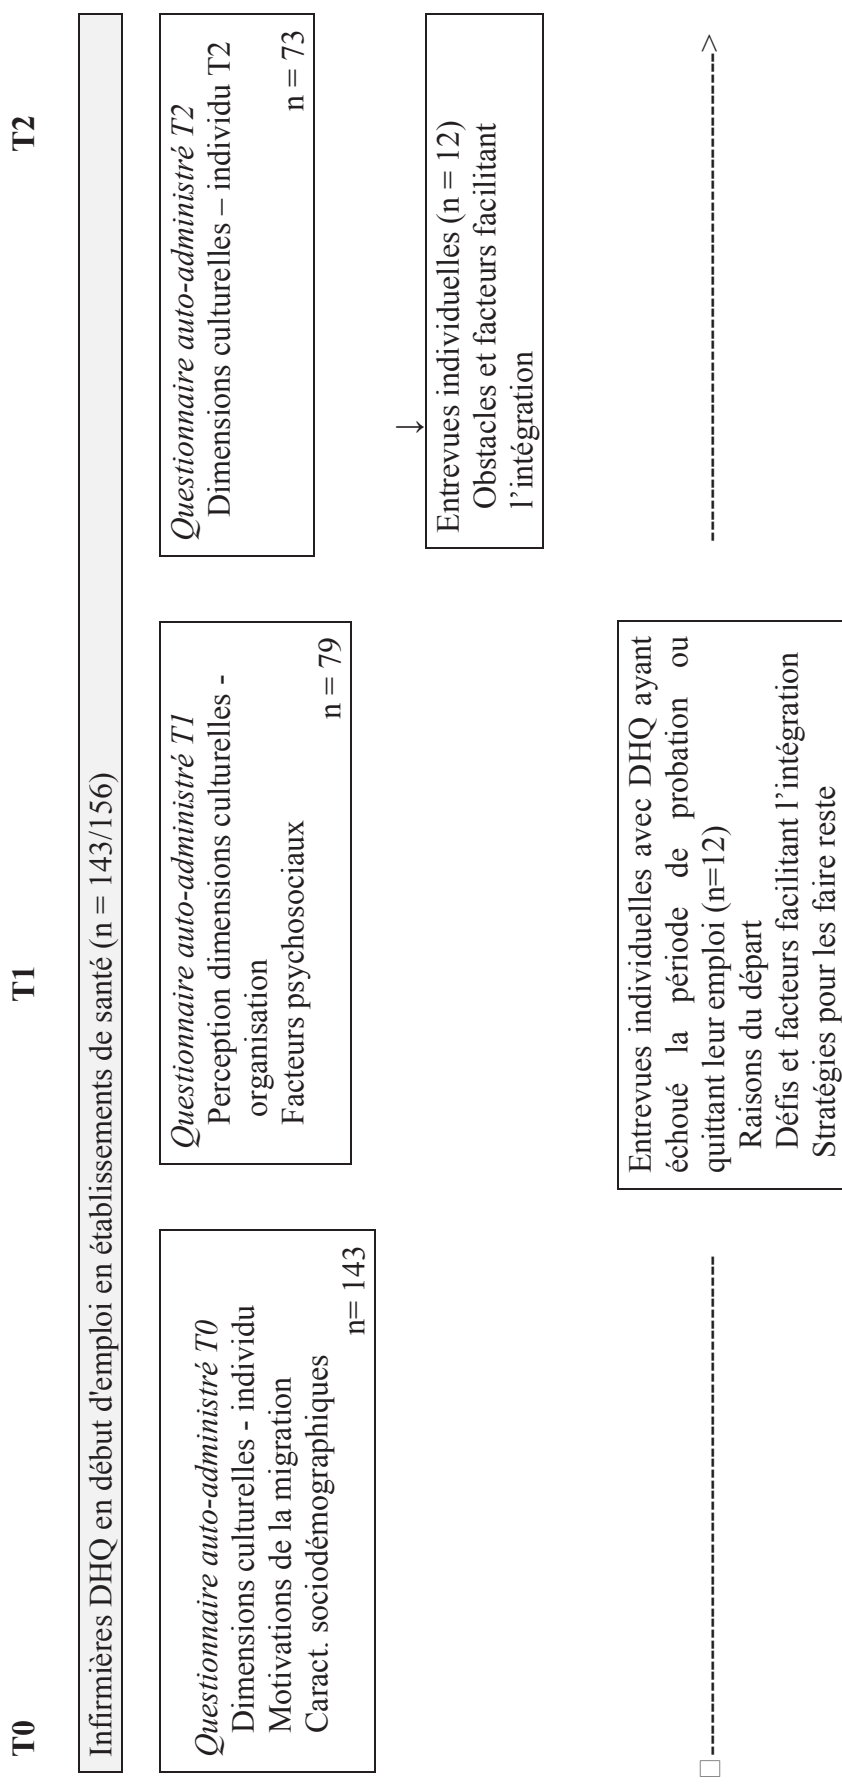 T0
T1
T2
Infirmières DHQ en début d'emploi en établissements de santé (n = 143/156)
Questionnaire auto-administré T0
Dimensions culturelles - individu
Motivations de la migration
Caract. sociodémographiques
n= 143
Questionnaire auto-administré T1
Perception dimensions culturelles -
organisation
Facteurs psychosociaux
n = 79
Questionnaire auto-administré T2
Dimensions culturelles – individu T2
n = 73
↓
Entrevues individuelles (n = 12)
Obstacles et facteurs facilitant
l'intégration
Entrevues individuelles avec DHQ ayant
échoué la période de probation ou
quittant leur emploi (n=12)
Raisons du départ
Défis et facteurs facilitant l'intégration
Stratégies pour les faire reste